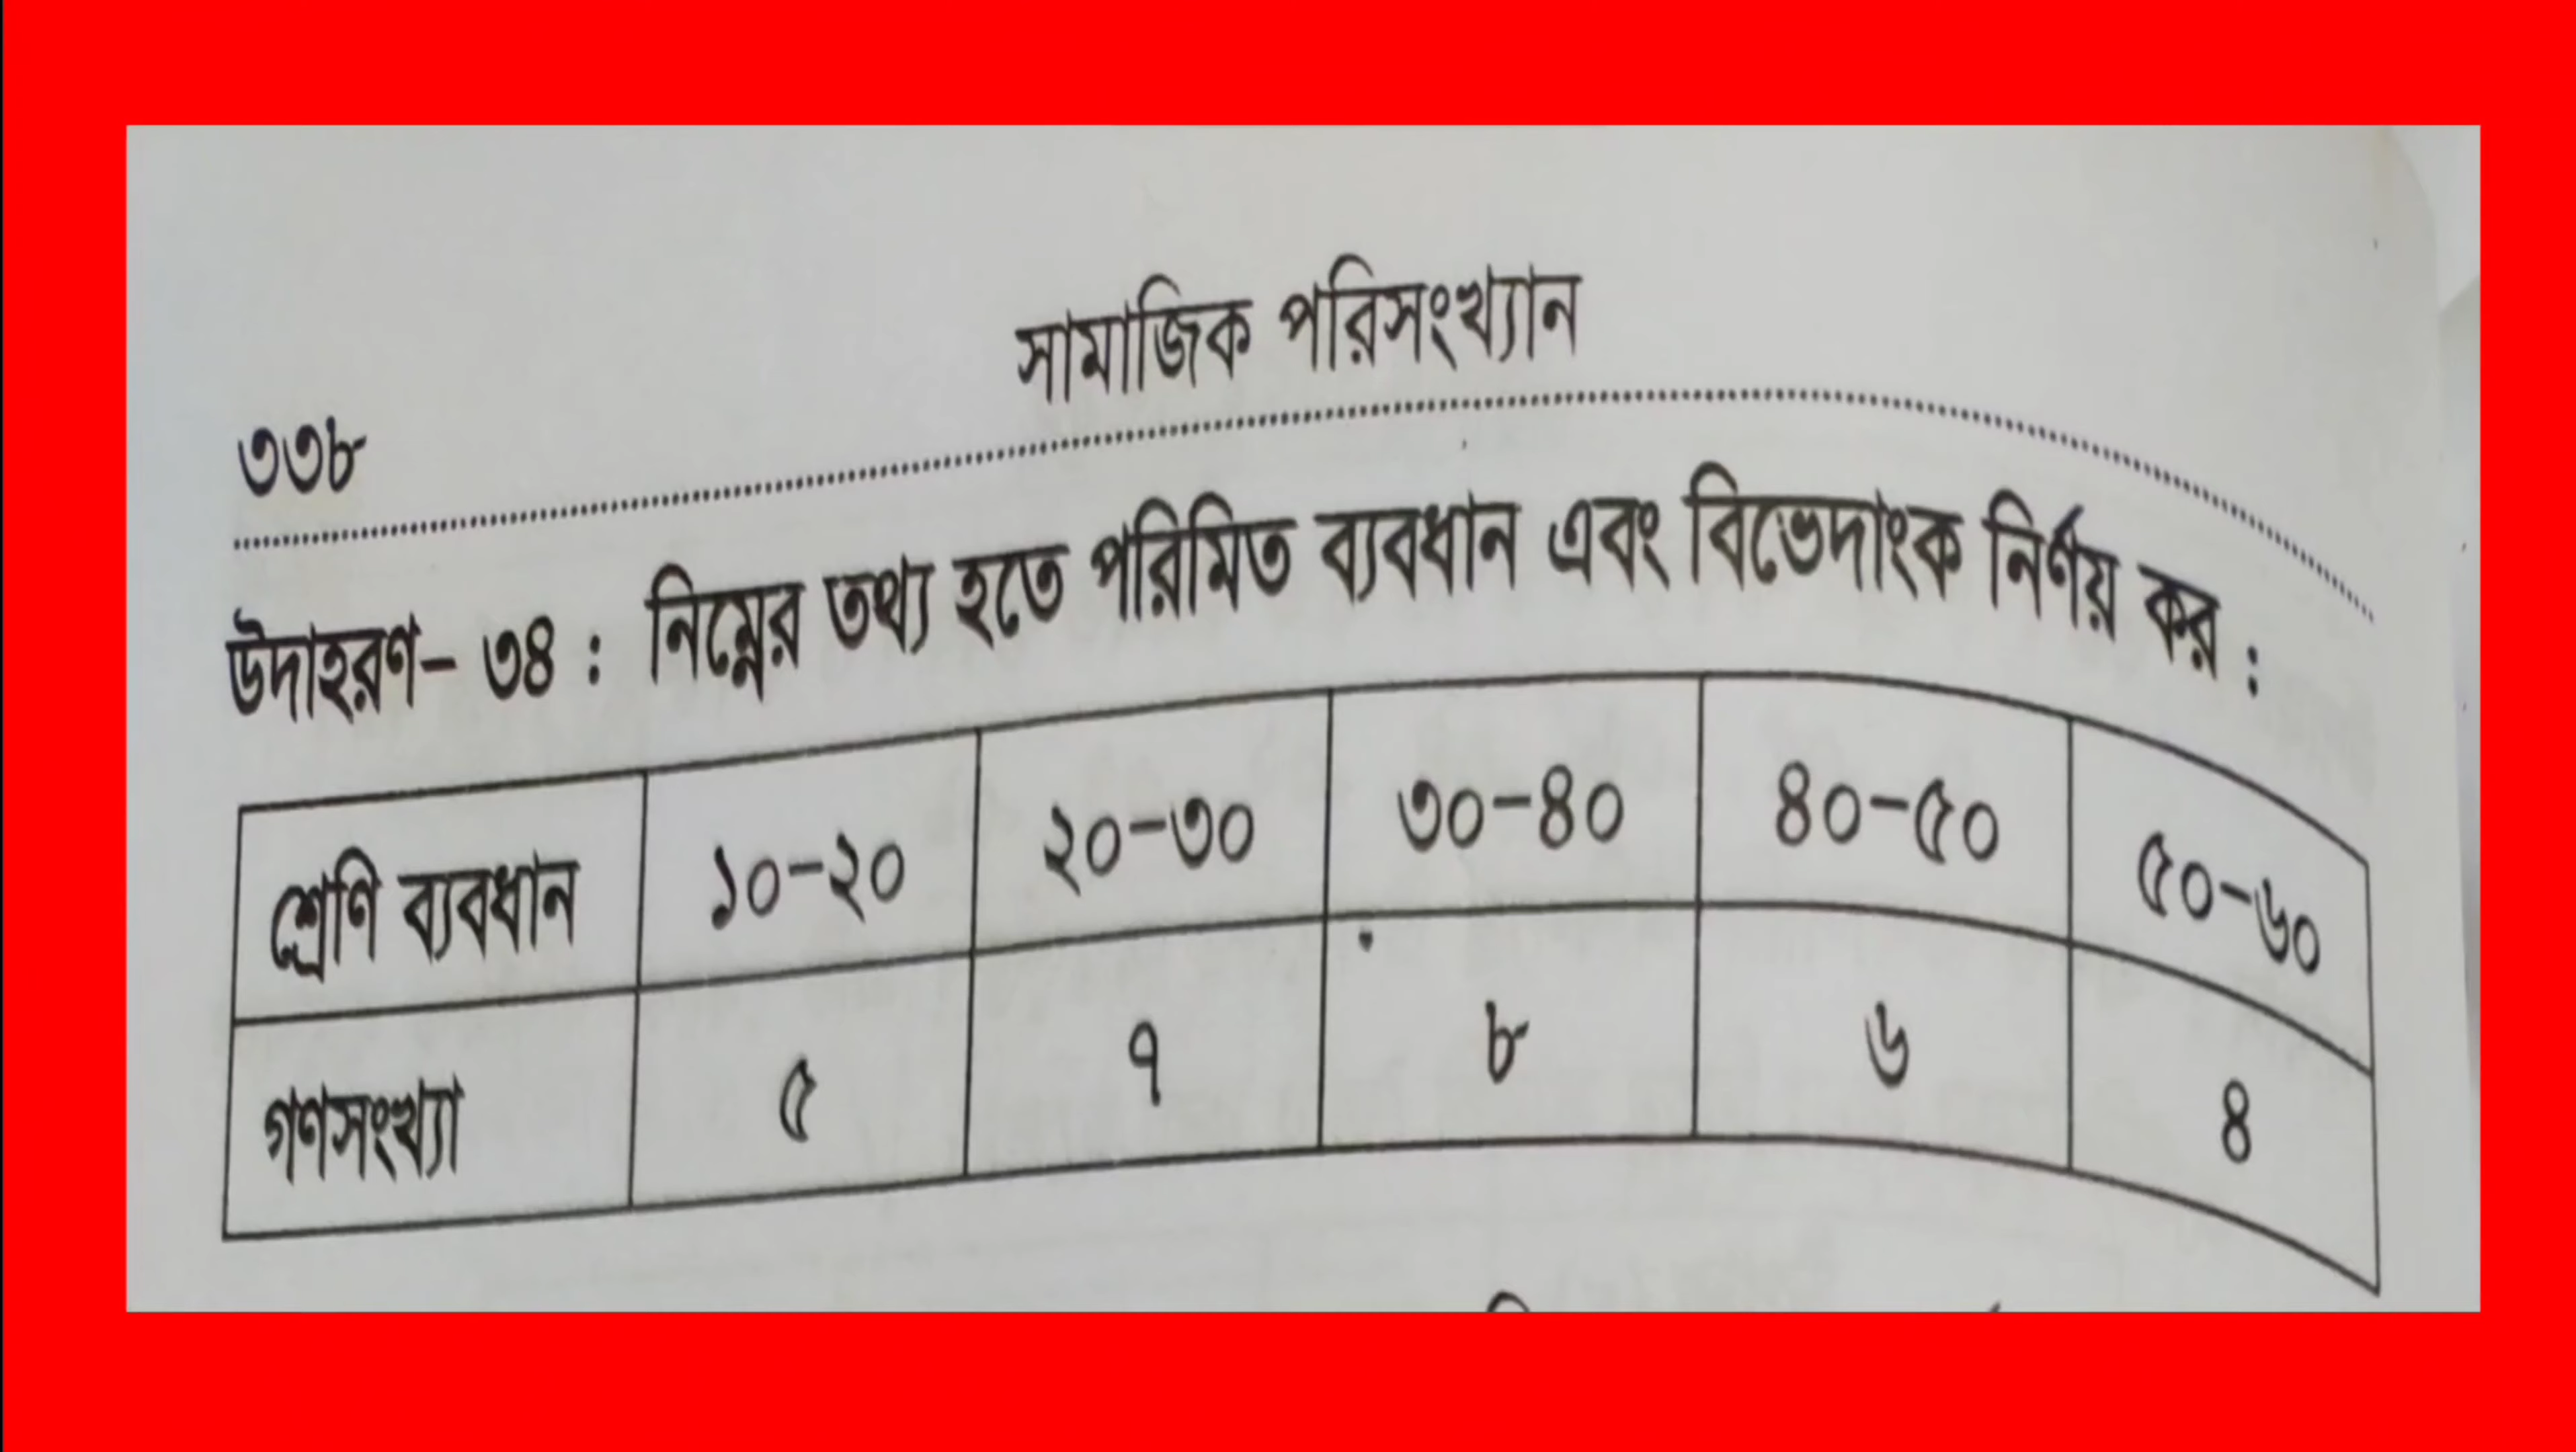 সামাজিক পরিসংখ্যান
৩৩৮
উদাহরণ- ৩৪ : নিম্নের তথ্য হতে পরিমিত ব্যবধান এবং বিভেদাংক নির্ণয় কর :
শ্রেণি ব্যবধান ১০-২০ ২০-৩০ ৩০-৪০ ৪০-৫০ ৫০-৬০
গণসংখ্যা ৫ ৭ ৮ ৬ ৪